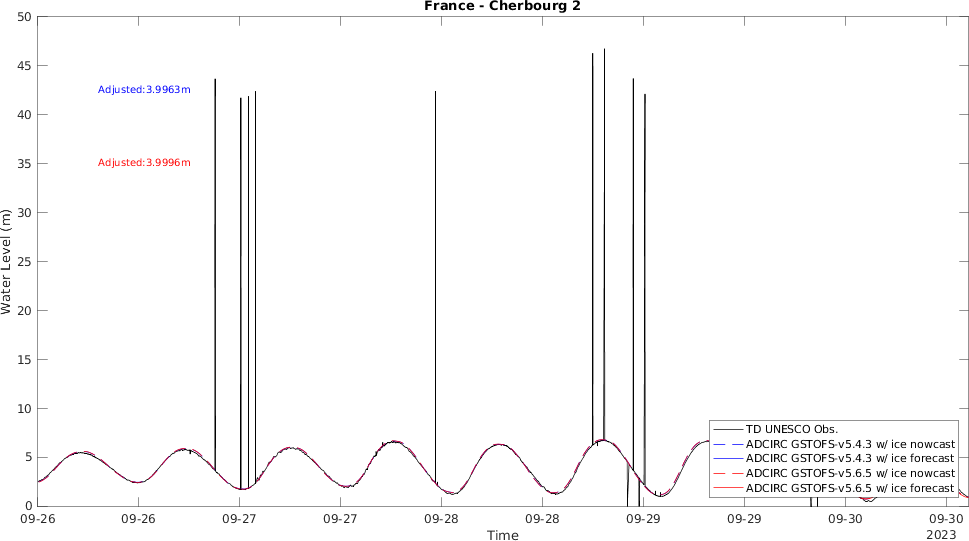 France - Cherbourg 2
50
45
40
35
30
25
20
15
10
5
0
Water Level (m)
Adjusted:3.9963m
Adjusted:3.9996m
TD UNESCO Obs.
ADCIRC GSTOFS-v5.4.3 w/ ice nowcast
ADCIRC GSTOFS-v5.4.3 w/ ice forecast
ADCIRC GSTOFS-v5.6.5 w/ ice nowcast
ADCIRC GSTOFS-v5.6.5 w/ ice forecast
09-26 09-26 09-27 09-27 09-28 09-28 09-29 09-29 09-30 09-30
2023
Time